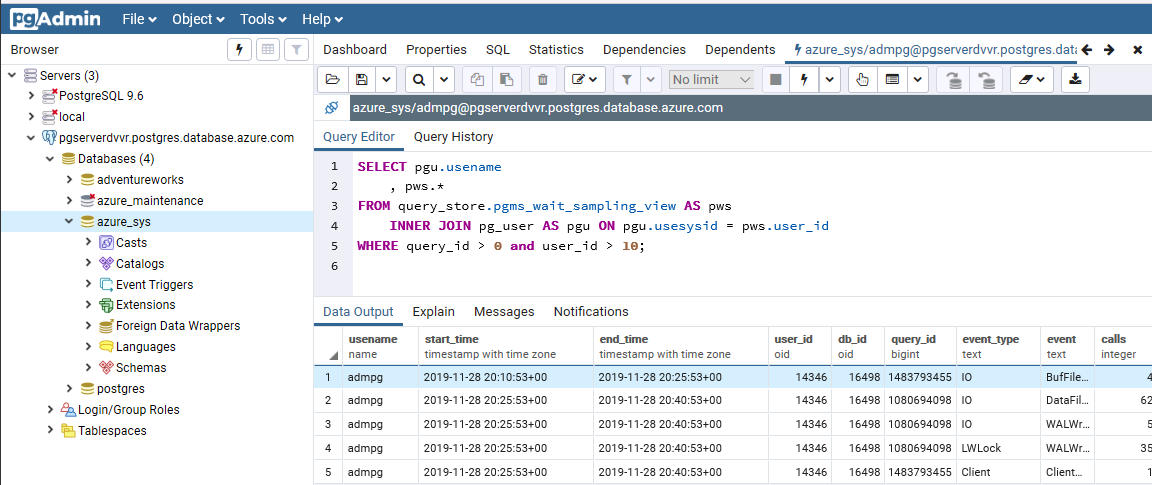 pgAdmin File Object Tools Help
Browser Dashboard Properties SQL Statistics Dependencies Dependents azure_sys/admpg@pgserverdvvr.postgres.data
Servers (3)
PostgreSQL 9.6
local
pgserverdvvr.postgres.database.azure.com
Databases (4)
adventureworks
azure_maintenance
azure_sys
Casts
Catalogs
Event Triggers
Extensions
Foreign Data Wrappers
Languages
Schemas
postgres
Login/Group Roles
Tablespaces
No limit
azure_sys/admpg@pgserverdvvr.postgres.database.azure.com
Query Editor Query History
1 SELECT pgu.usename
2 , pws.*
3 FROM query_store.pgms_wait_sampling_view AS pws
4 INNER JOIN pg_user AS pgu ON pgu.usesysid = pws.user_id
5 WHERE query_id > 0 and user_id > 10;
6
Data Output Explain Messages Notifications
usename start_time end_time user_id db_id query_id event_type event calls
name timestamp with time zone timestamp with time zone oid oid bigint text text integer
1 admpg 2019-11-28 20:10:53+00 2019-11-28 20:25:53+00 14346 16498 1483793455 IO BufFile... 4
2 admpg 2019-11-28 20:25:53+00 2019-11-28 20:40:53+00 14346 16498 1080694098 IO DataFil... 62
3 admpg 2019-11-28 20:25:53+00 2019-11-28 20:40:53+00 14346 16498 1080694098 IO WALWr... 5
4 admpg 2019-11-28 20:25:53+00 2019-11-28 20:40:53+00 14346 16498 1080694098 LWLock WALWr... 35
5 admpg 2019-11-28 20:25:53+00 2019-11-28 20:40:53+00 14346 16498 1483793455 Client Client... 1